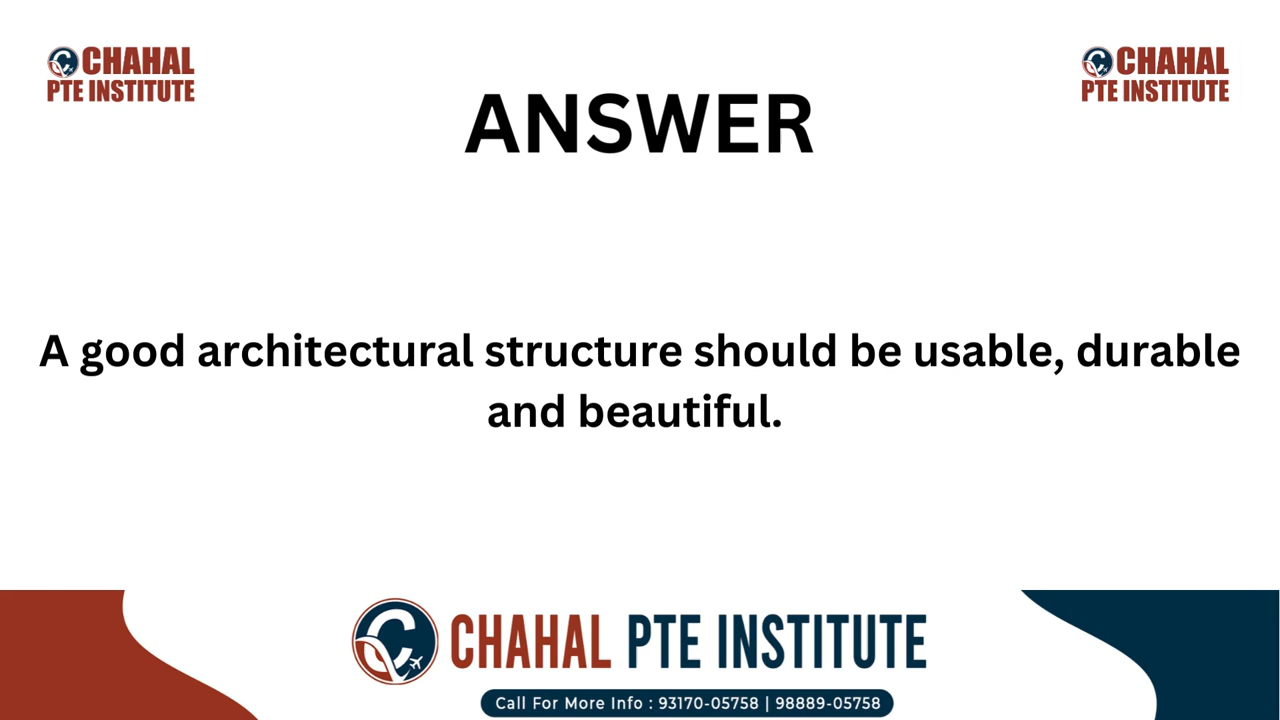 CHAHAL
PTE INSTITUTE
CHAHAL
PTE INSTITUTE
ANSWER
A good architectural structure should be usable, durable
and beautiful.
CHAHAL PTE INSTITUTE
Call For More Info : 93170-05758 | 98889-05758